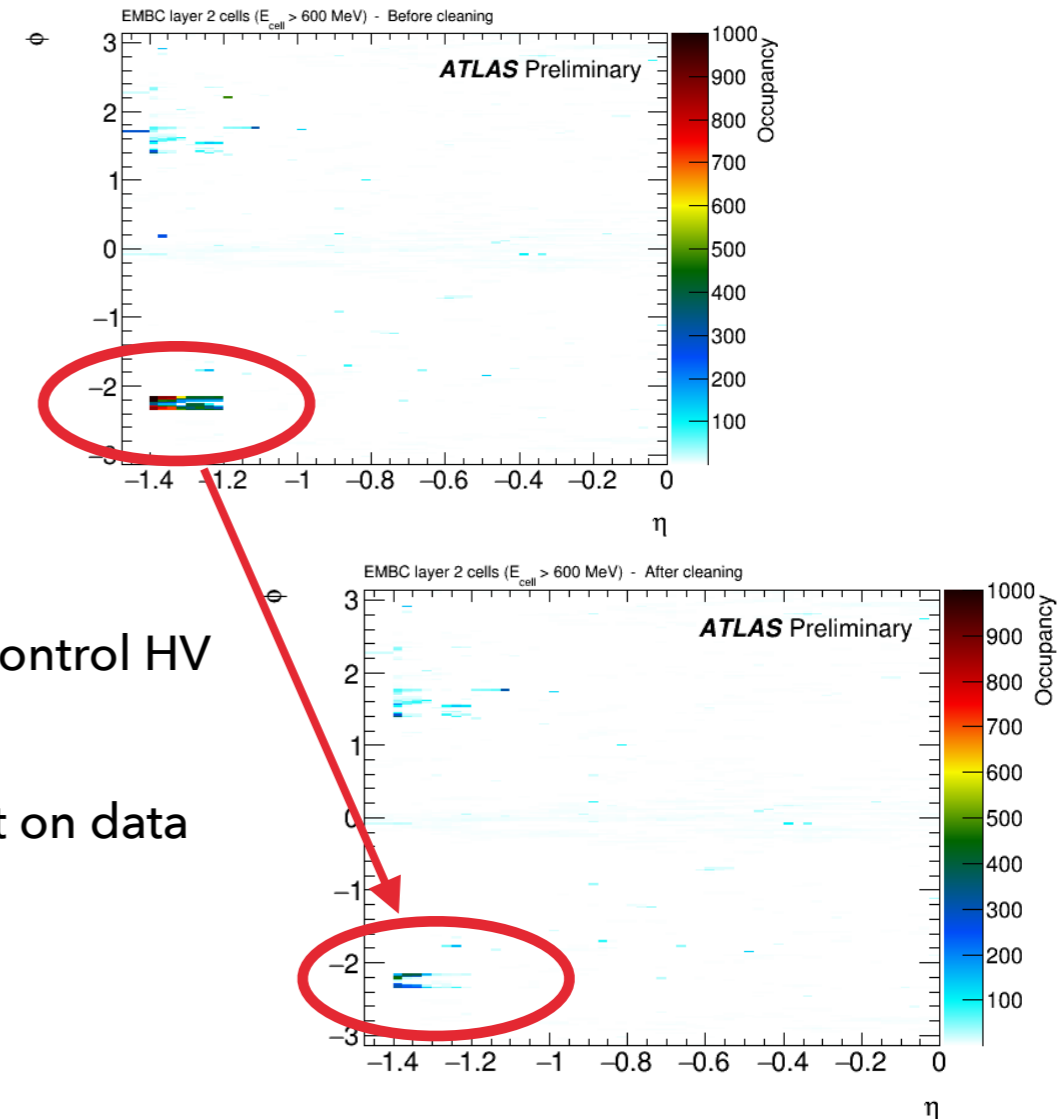 EMBC layer 2 cells (E_cell > 600 MeV) - Before cleaning
ϕ
ATLAS Preliminary
Occupancy
3
2
1
0
−1
−2
−1.4 −1.2 −1 −0.8 −0.6 −0.4 −0.2 0
η
1000
900
800
700
600
500
400
300
200
100
EMBC layer 2 cells (E_cell > 600 MeV) - After cleaning
ϕ
ATLAS Preliminary
Occupancy
3
2
1
0
−1
−2
−3
−1.4 −1.2 −1 −0.8 −0.6 −0.4 −0.2 0
η
1000
900
800
700
600
500
400
300
200
100
ontrol HV
t on data